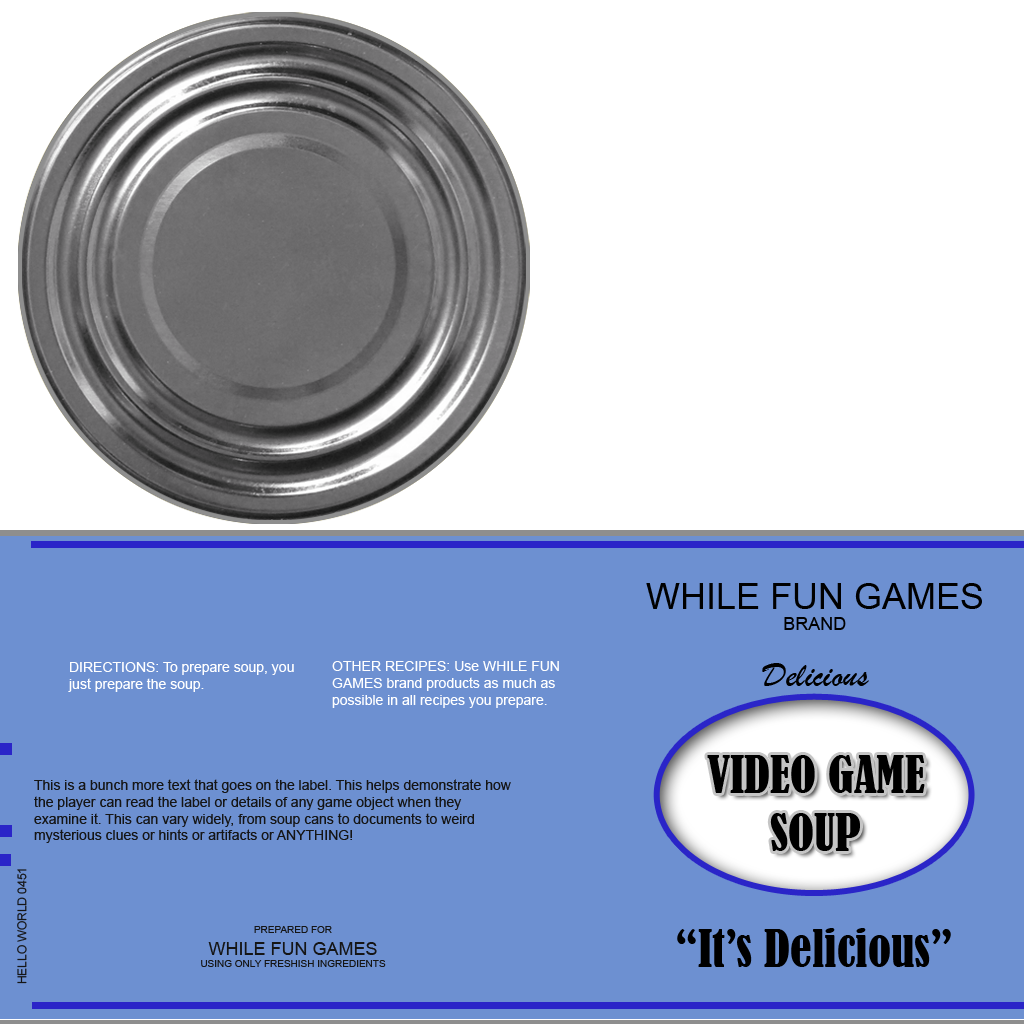 WHILE FUN GAMES
BRAND
Delicious
VIDEO GAME
SOUP
“It’s Delicious”
DIRECTIONS: To prepare soup, you
just prepare the soup.
OTHER RECIPES: Use WHILE FUN
GAMES brand products as much as
possible in all recipes you prepare.
This is a bunch more text that goes on the label. This helps demonstrate how
the player can read the label or details of any game object when they
examine it. This can vary widely, from soup cans to documents to weird
mysterious clues or hints or artifacts or ANYTHING!
HELLO WORLD 0451
PREPARED FOR
WHILE FUN GAMES
USING ONLY FRESHISH INGREDIENTS